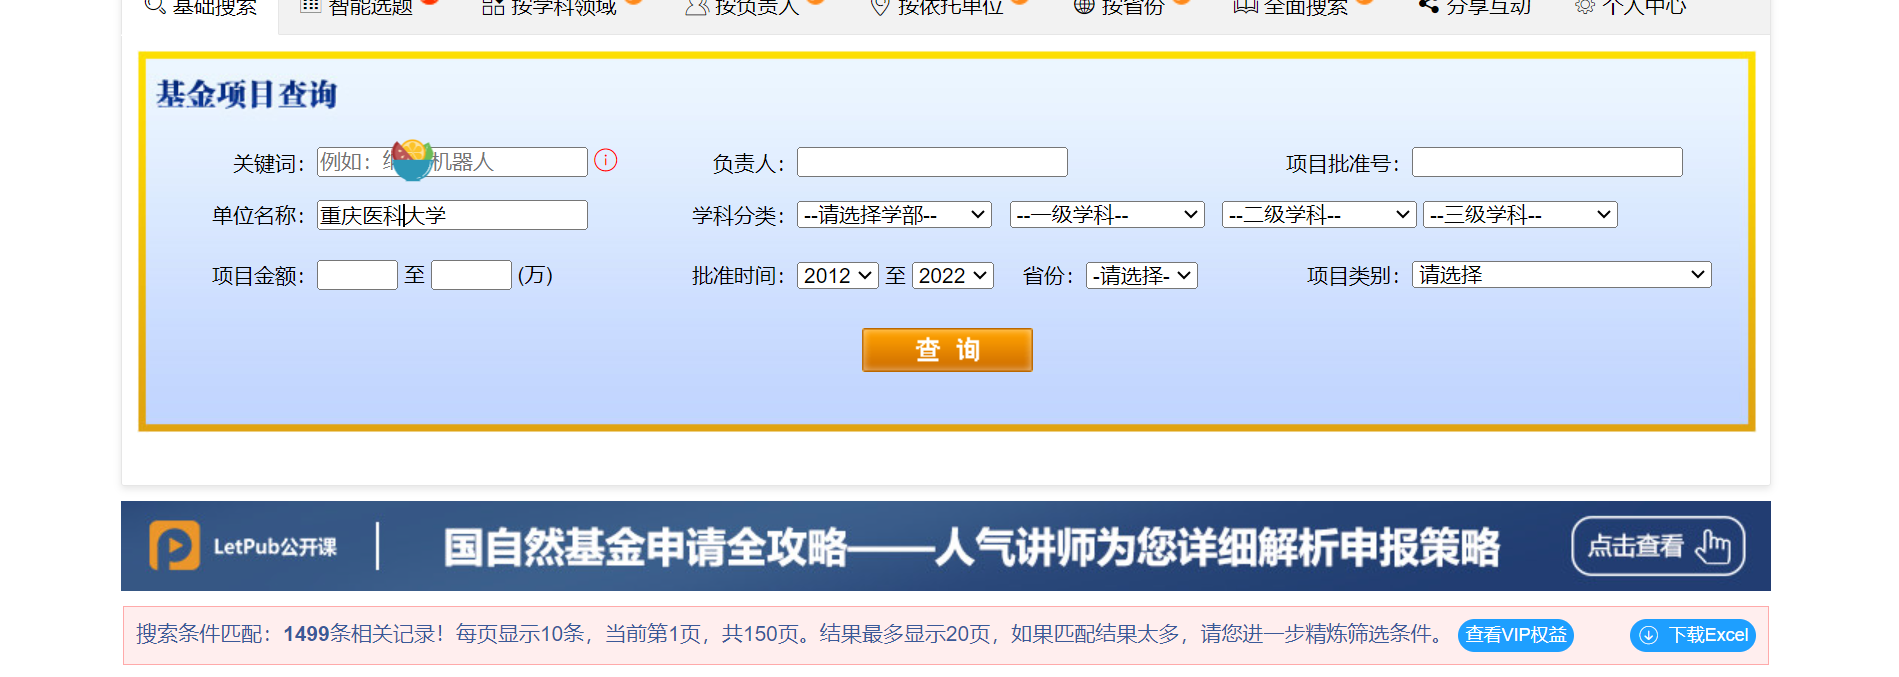 基础搜索 智能选题 按学科领域 按负责人 按依托单位 按省份 全面搜索 分享互动 个人中心
基金项目查询
关键词： 例如： 机器人 负责人： 项目批准号：
单位名称： 重庆医科大学 学科分类： --请选择学部-- --一级学科-- --二级学科-- --三级学科--
项目金额： 至 (万) 批准时间： 2012 至 2022 省份： -请选择- 项目类别： 请选择
查 询
LetPub公开课 国自然基金申请全攻略——人气讲师为您详细解析申报策略 点击查看
搜索条件匹配：1499条相关记录！每页显示10条，当前第1页，共150页。结果最多显示20页，如果匹配结果太多，请您进一步精炼筛选条件。 查看VIP权益 下载Excel